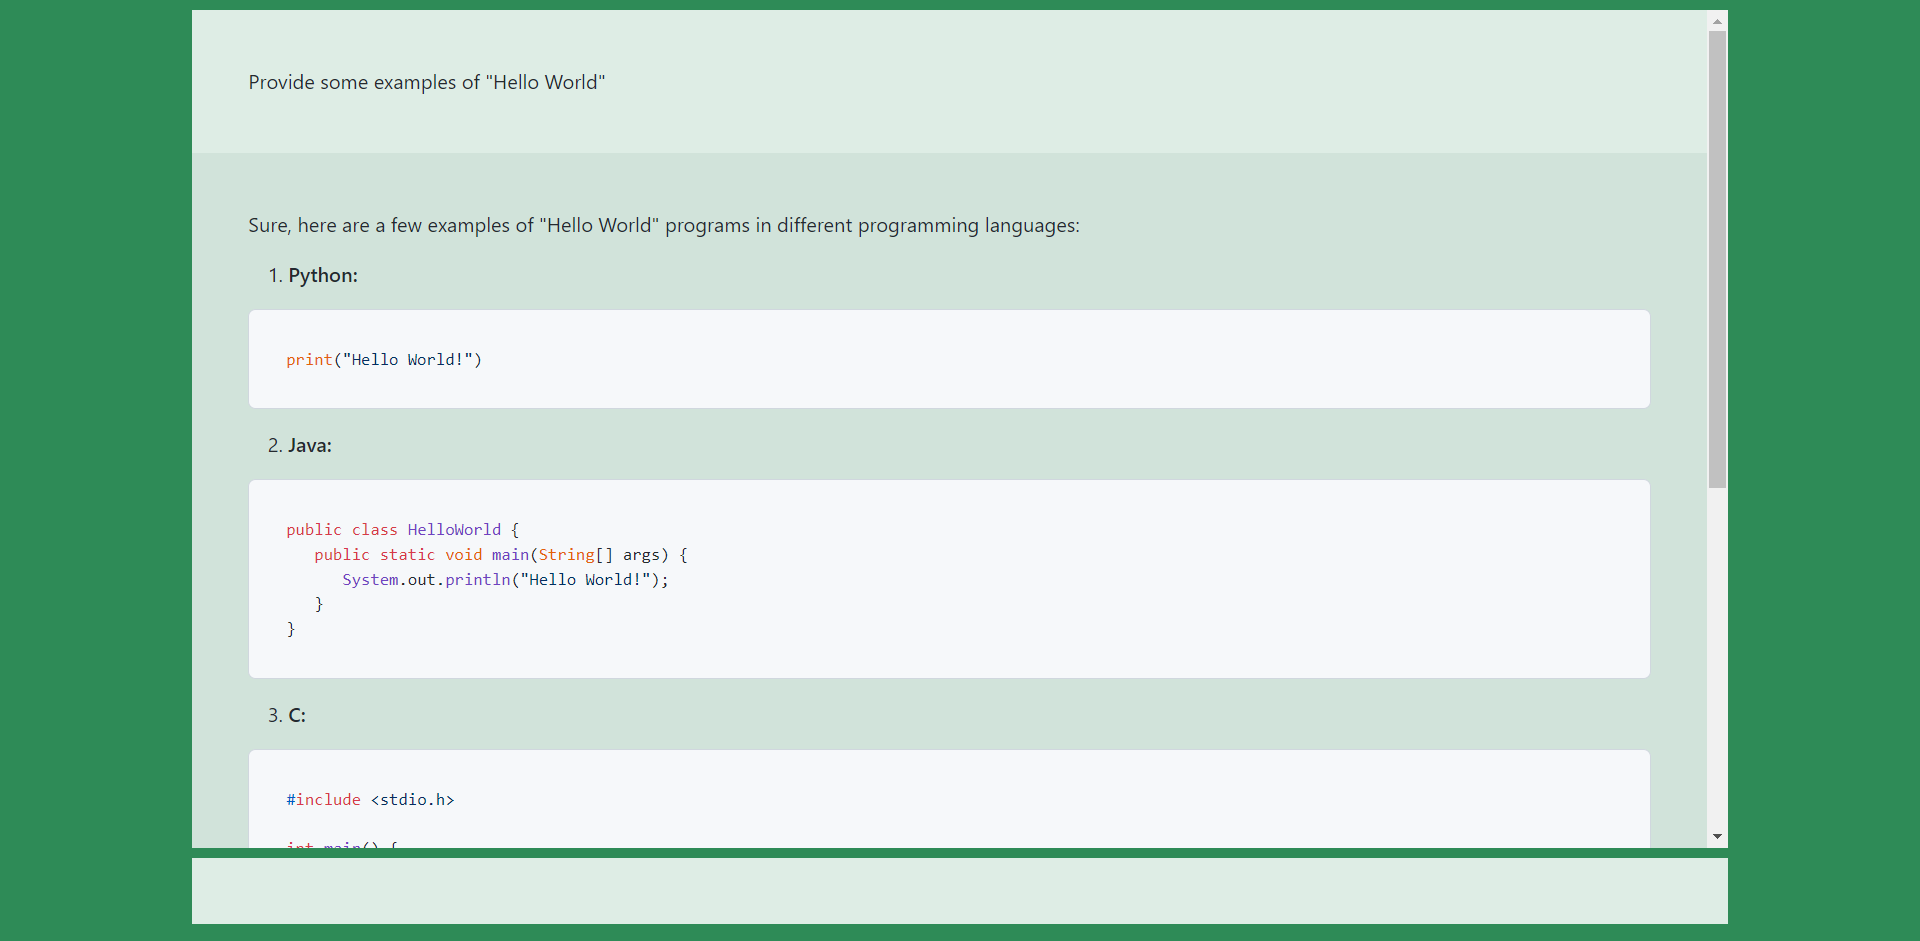 Provide some examples of "Hello World"
Sure, here are a few examples of "Hello World" programs in different programming languages:
1. Python:
print("Hello World!")
2. Java:
public class HelloWorld {
   public static void main(String[] args) {
      System.out.println("Hello World!");
   }
}
3. C:
#include <stdio.h>
int main() {